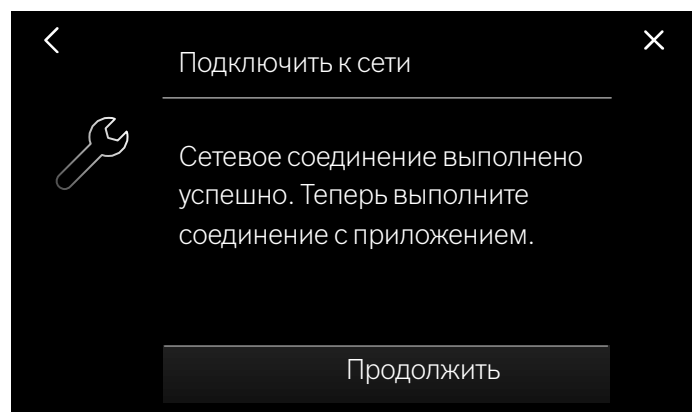 Подключить к сети
Сетевое соединение выполнено
успешно. Теперь выполните
соединение с приложением.
Продолжить